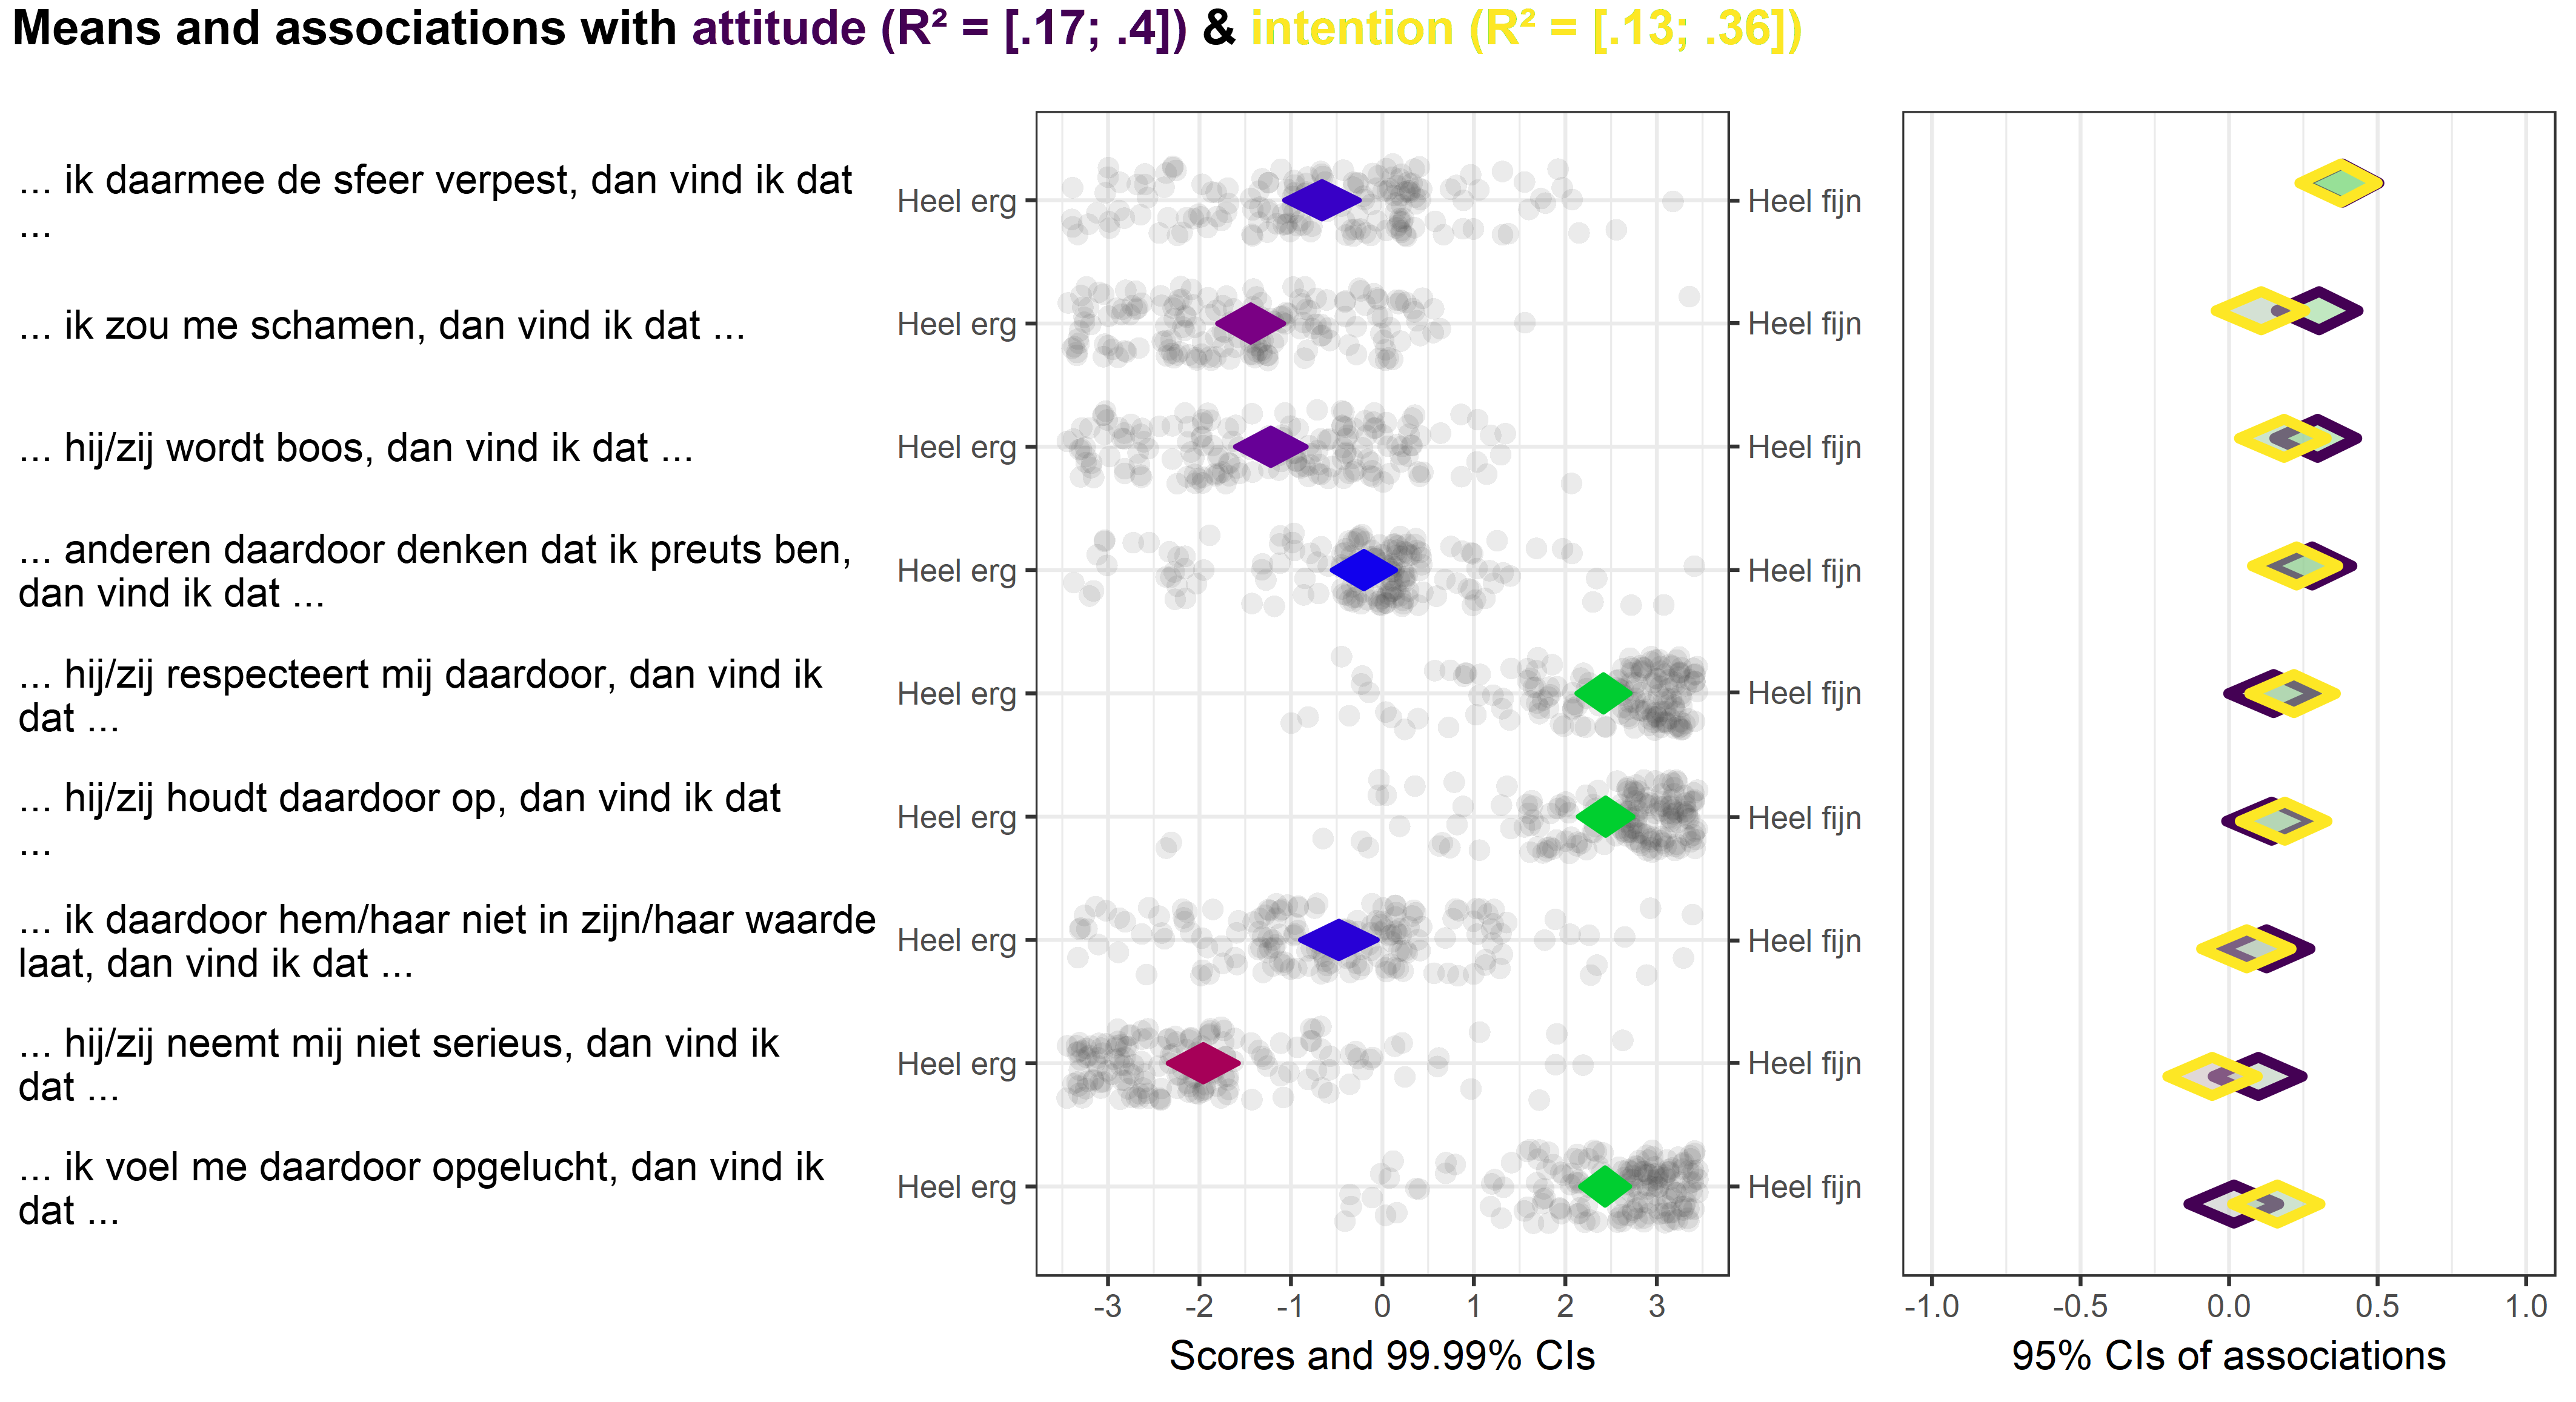 Means and associations with attitude (R² = [.17; .4]) & intention (R² = [.13; .36])
... ik daarmee de sfeer verpest, dan vind ik dat
...
Heel erg
Heel fijn
... ik zou me schamen, dan vind ik dat ...
Heel erg
Heel fijn
... hij/zij wordt boos, dan vind ik dat ...
Heel erg
Heel fijn
... anderen daardoor denken dat ik preuts ben,
dan vind ik dat ...
Heel erg
Heel fijn
... hij/zij respecteert mij daardoor, dan vind ik
dat ...
Heel erg
Heel fijn
... hij/zij houdt daardoor op, dan vind ik dat
...
Heel erg
Heel fijn
... ik daardoor hem/haar niet in zijn/haar waarde
laat, dan vind ik dat ...
Heel erg
Heel fijn
... hij/zij neemt mij niet serieus, dan vind ik
dat ...
Heel erg
Heel fijn
... ik voel me daardoor opgelucht, dan vind ik
dat ...
Heel erg
Heel fijn
-3 -2 -1 0 1 2 3
Scores and 99.99% CIs
-1.0 -0.5 0.0 0.5 1.0
95% CIs of associations